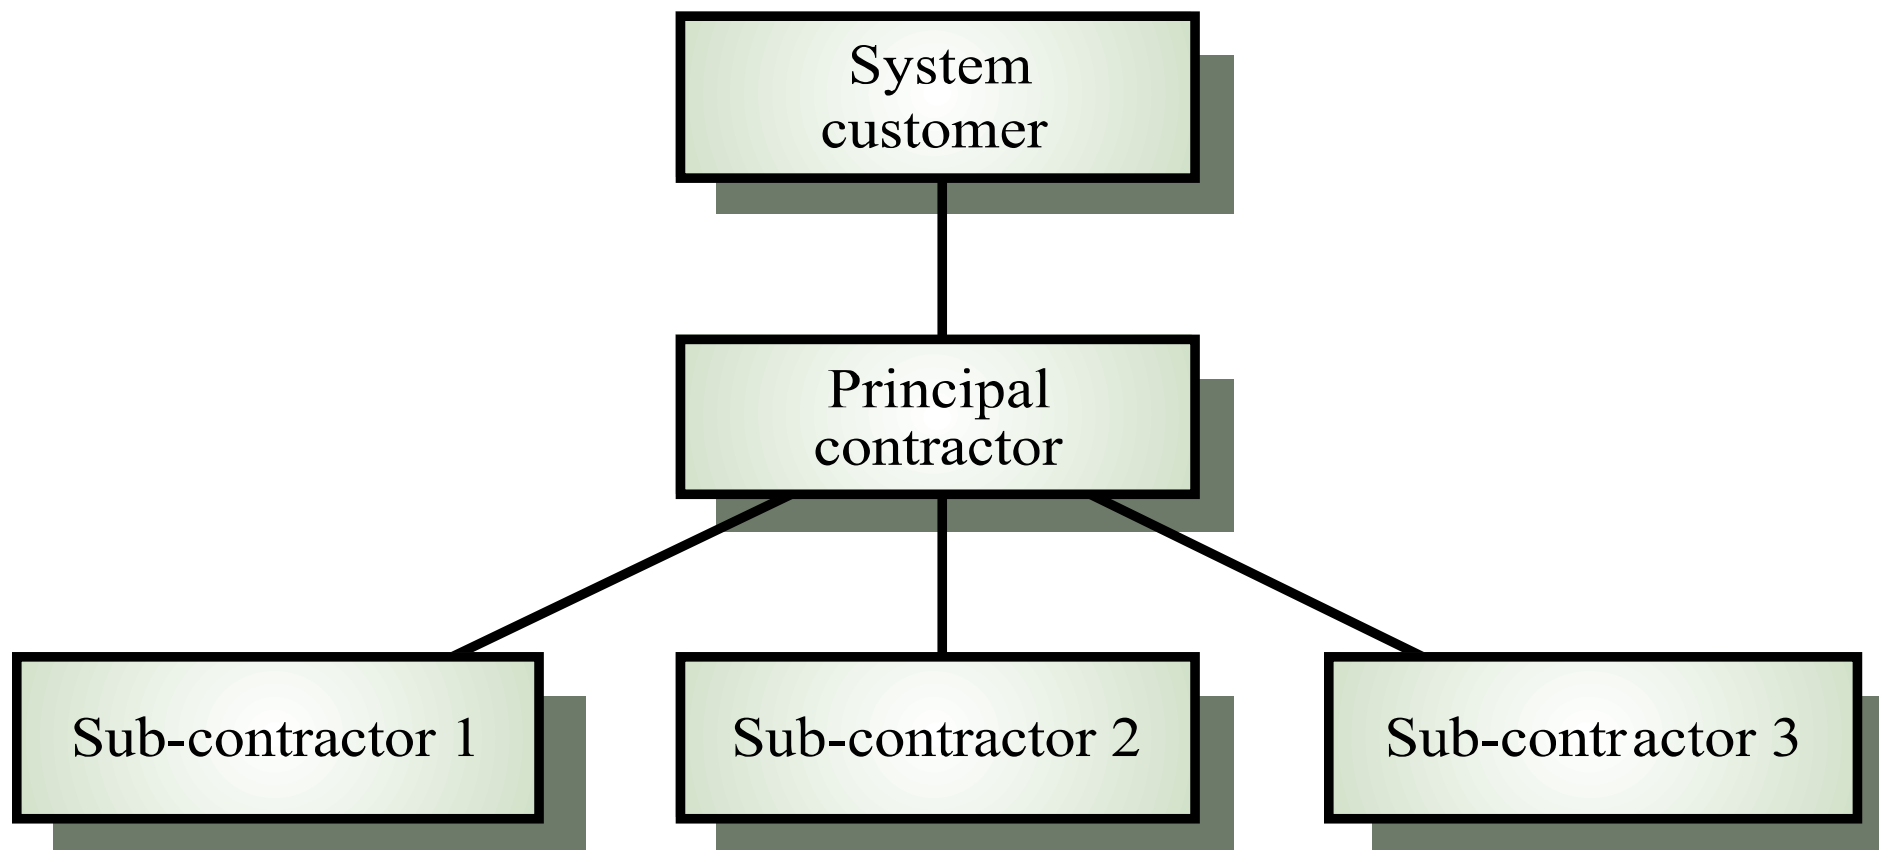 System
customer
Principal
contractor
Sub-contractor 1
Sub-contractor 2
Sub-contractor 3